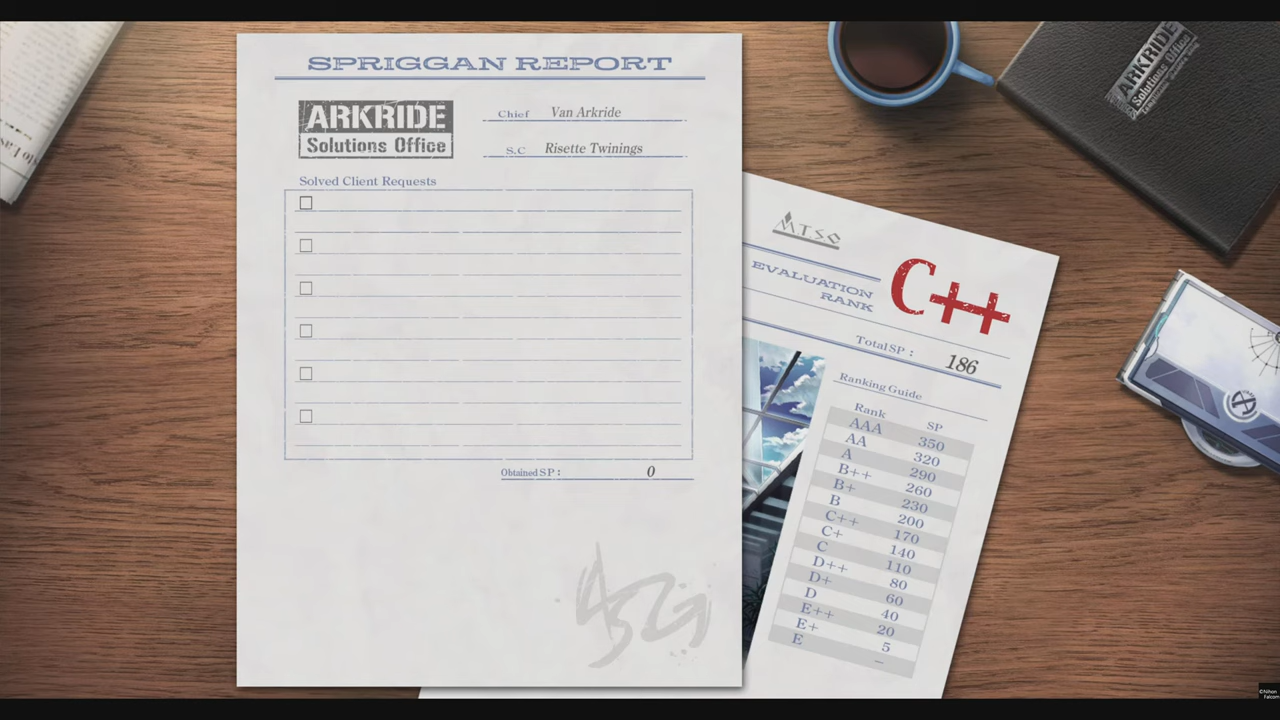 SPRIGGAN REPORT
ARKRIDE
Solutions Office
Chief Van Arkride
S.C Risette Twinings
Solved Client Requests
Obtained SP : 0
EVALUATION
RANK
C++
Total SP : 186
Ranking Guide
Rank SP
AAA 350
AA 320
A 290
B++ 260
B+ 230
B 200
C++ 170
C+ 140
C 110
D++ 80
D+ 60
D 40
E++ 20
E+ 5
E –
ARKRIDE
Solutions Office
©Nihon
Falcom